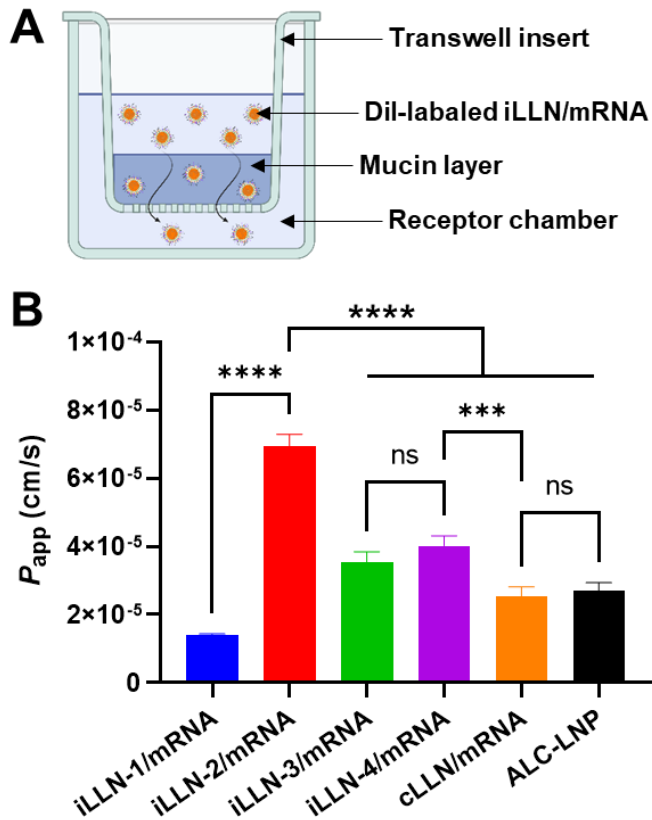 A
Transwell insert
Dil-labaled iLLN/mRNA
Mucin layer
Receptor chamber
B
1×10-4
8×10-5
6×10-5
4×10-5
2×10-5
0
Papp (cm/s)
****
****
***
ns
ns
iLLN-1/mRNA
iLLN-2/mRNA
iLLN-3/mRNA
iLLN-4/mRNA
cLLN/mRNA
ALC-LNP